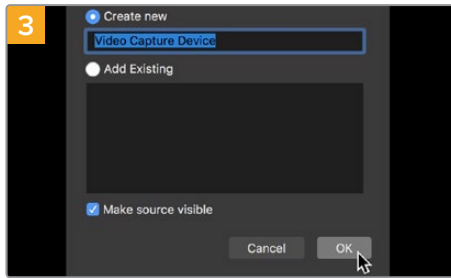 3
Create new
Video Capture Device
Add Existing
Make source visible
Cancel OK